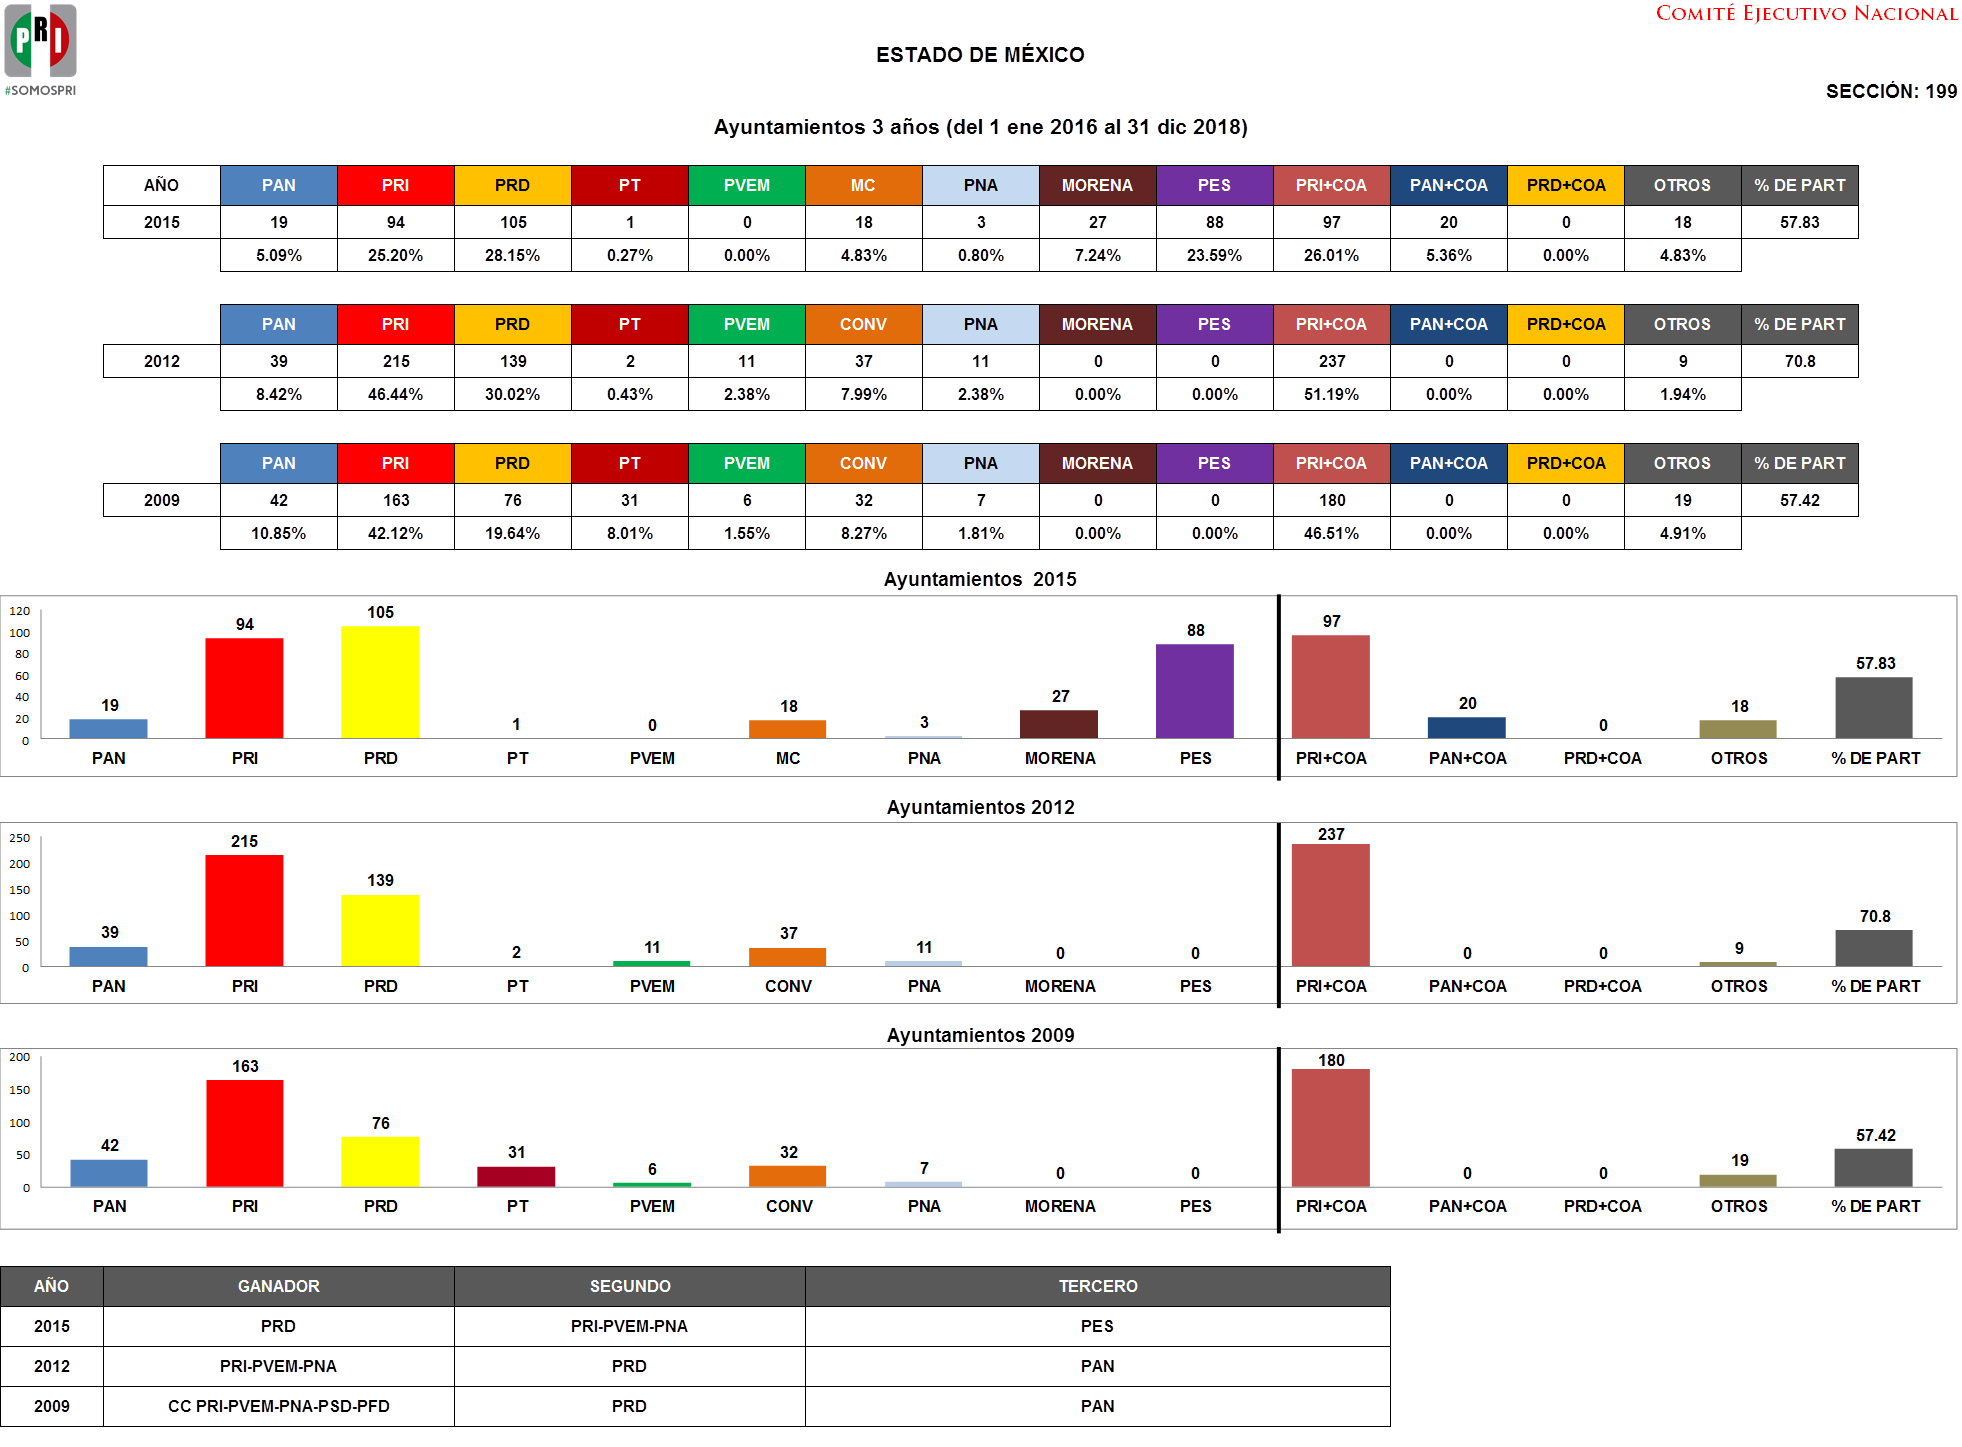 PRI
#SOMOSPRI
COMITÉ EJECUTIVO NACIONAL
ESTADO DE MÉXICO
SECCIÓN: 199
Ayuntamientos 3 años (del 1 ene 2016 al 31 dic 2018)
AÑO PAN PRI PRD PT PVEM MC PNA MORENA PES PRI+COA PAN+COA PRD+COA OTROS % DE PART
2015 19 94 105 1 0 18 3 27 88 97 20 0 18 57.83
5.09% 25.20% 28.15% 0.27% 0.00% 4.83% 0.80% 7.24% 23.59% 26.01% 5.36% 0.00% 4.83%
PAN PRI PRD PT PVEM CONV PNA MORENA PES PRI+COA PAN+COA PRD+COA OTROS % DE PART
2012 39 215 139 2 11 37 11 0 0 237 0 0 9 70.8
8.42% 46.44% 30.02% 0.43% 2.38% 7.99% 2.38% 0.00% 0.00% 51.19% 0.00% 0.00% 1.94%
PAN PRI PRD PT PVEM CONV PNA MORENA PES PRI+COA PAN+COA PRD+COA OTROS % DE PART
2009 42 163 76 31 6 32 7 0 0 180 0 0 19 57.42
10.85% 42.12% 19.64% 8.01% 1.55% 8.27% 1.81% 0.00% 0.00% 46.51% 0.00% 0.00% 4.91%
Ayuntamientos 2015
120
100
80
60
40
20
0
19 94 105 1 0 18 3 27 88 97 20 0 18 57.83
PAN PRI PRD PT PVEM MC PNA MORENA PES PRI+COA PAN+COA PRD+COA OTROS % DE PART
Ayuntamientos 2012
250
200
150
100
50
0
39 215 139 2 11 37 11 0 0 237 0 0 9 70.8
PAN PRI PRD PT PVEM CONV PNA MORENA PES PRI+COA PAN+COA PRD+COA OTROS % DE PART
Ayuntamientos 2009
200
150
100
50
0
42 163 76 31 6 32 7 0 0 180 0 0 19 57.42
PAN PRI PRD PT PVEM CONV PNA MORENA PES PRI+COA PAN+COA PRD+COA OTROS % DE PART
AÑO GANADOR SEGUNDO TERCERO
2015 PRD PRI-PVEM-PNA PES
2012 PRI-PVEM-PNA PRD PAN
2009 CC PRI-PVEM-PNA-PSD-PFD PRD PAN